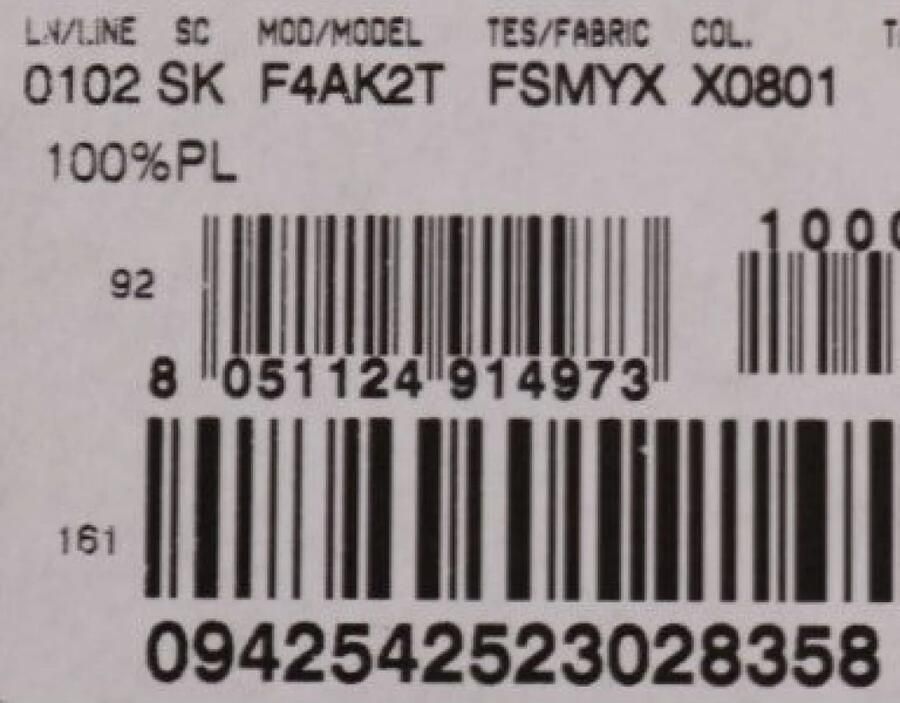 LN/LINE SC MOD/MODEL TES/FABRIC COL.
0102 SK F4AK2T FSMYX X0801
100%PL
1000
92
8 051124 914973
161
0942542523028358